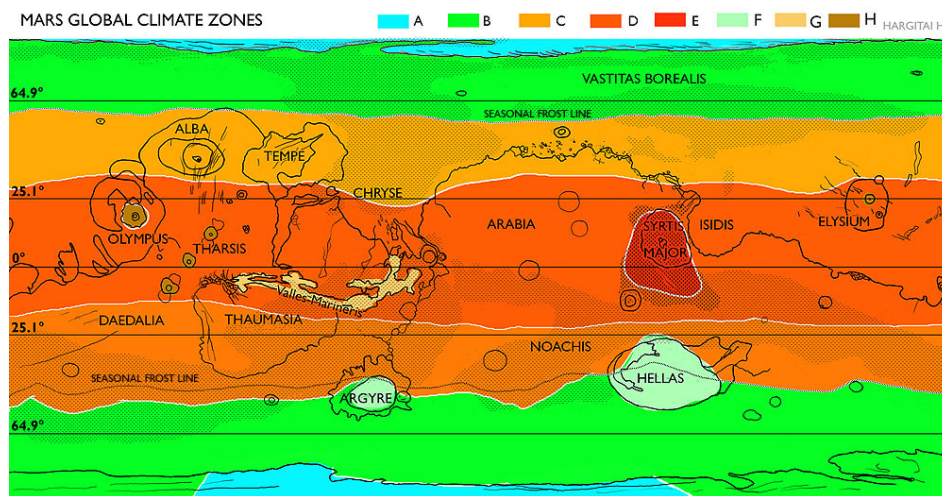 MARS GLOBAL CLIMATE ZONES A B C D E F G H HARGITAI H
VASTITAS BOREALIS
64.9°
SEASONAL FROST LINE
ALBA
TEMPE
CHRYSE
25.1°
ARABIA SYRTIS ISIDIS ELYSIUM
OLYMPUS
THARSIS
MAJOR
0°
Valles-Marineris
DAEDALIA THAUMASIA
25.1°
NOACHIS
SEASONAL FROST LINE
HELLAS
ARGYRE
64.9°